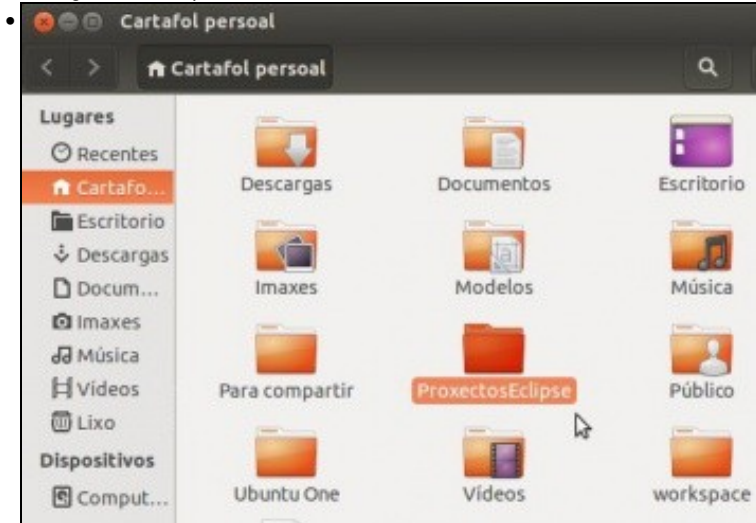 Cartafol persoal
Cartafol persoal
Lugares
Recentes
Cartafo...
Escritorio
Descargas
Docum...
Imaxes
Música
Vídeos
Lixo
Dispositivos
Comput...
Descargas
Documentos
Escritorio
Imaxes
Modelos
Música
Para compartir
ProxectosEclipse
Público
Ubuntu One
Vídeos
workspace